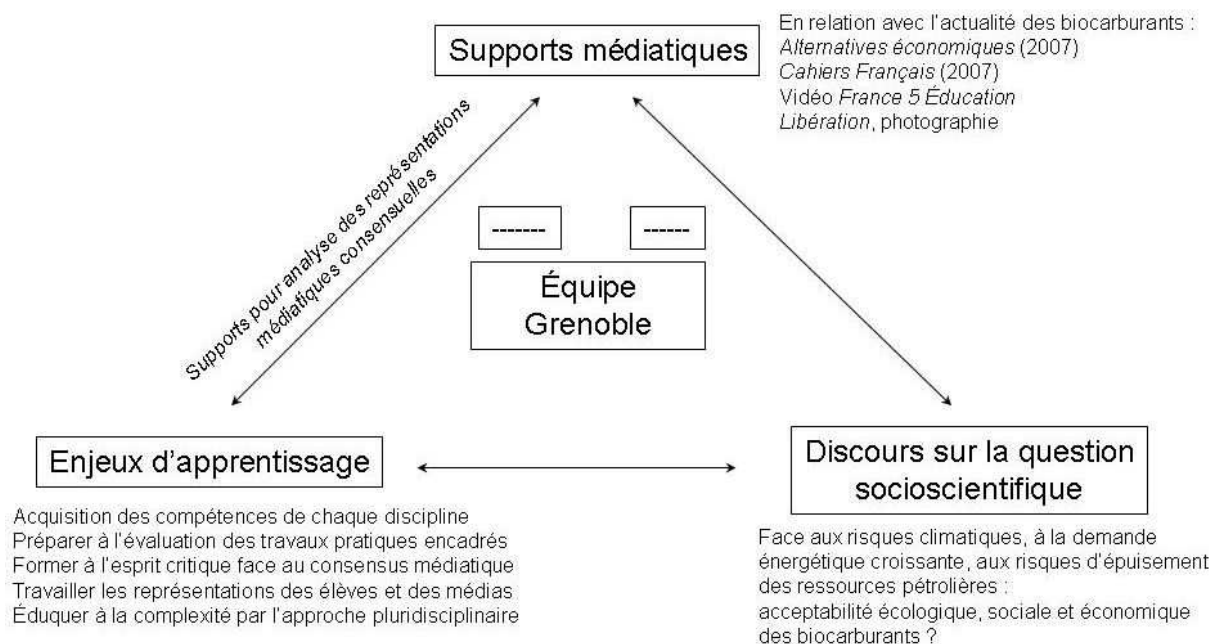 Supports médiatiques
En relation avec l'actualité des biocarburants :
Alternatives économiques (2007)
Cahiers Français (2007)
Vidéo France 5 Éducation
Libération, photographie
Supports pour analyse des représentations
médiatiques consensuelles
-------
------
Équipe
Grenoble
Enjeux d'apprentissage
Acquisition des compétences de chaque discipline
Préparer à l'évaluation des travaux pratiques encadrés
Former à l'esprit critique face au consensus médiatique
Travailler les représentations des élèves et des médias
Éduquer à la complexité par l'approche pluridisciplinaire
Discours sur la question
socioscientifique
Face aux risques climatiques, à la demande
énergétique croissante, aux risques d'épuisement
des ressources pétrolières :
acceptabilité écologique, sociale et économique
des biocarburants ?